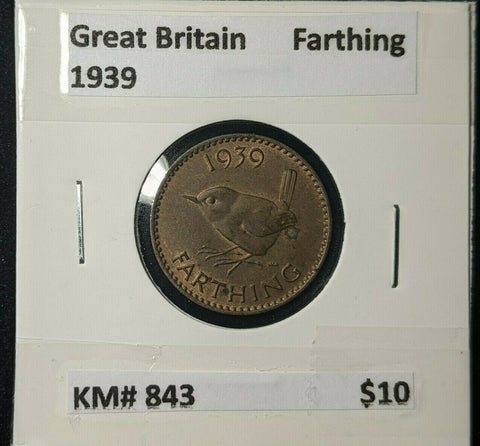 Great Britain Farthing
1939
1939
FARTHING
KM# 843 $10